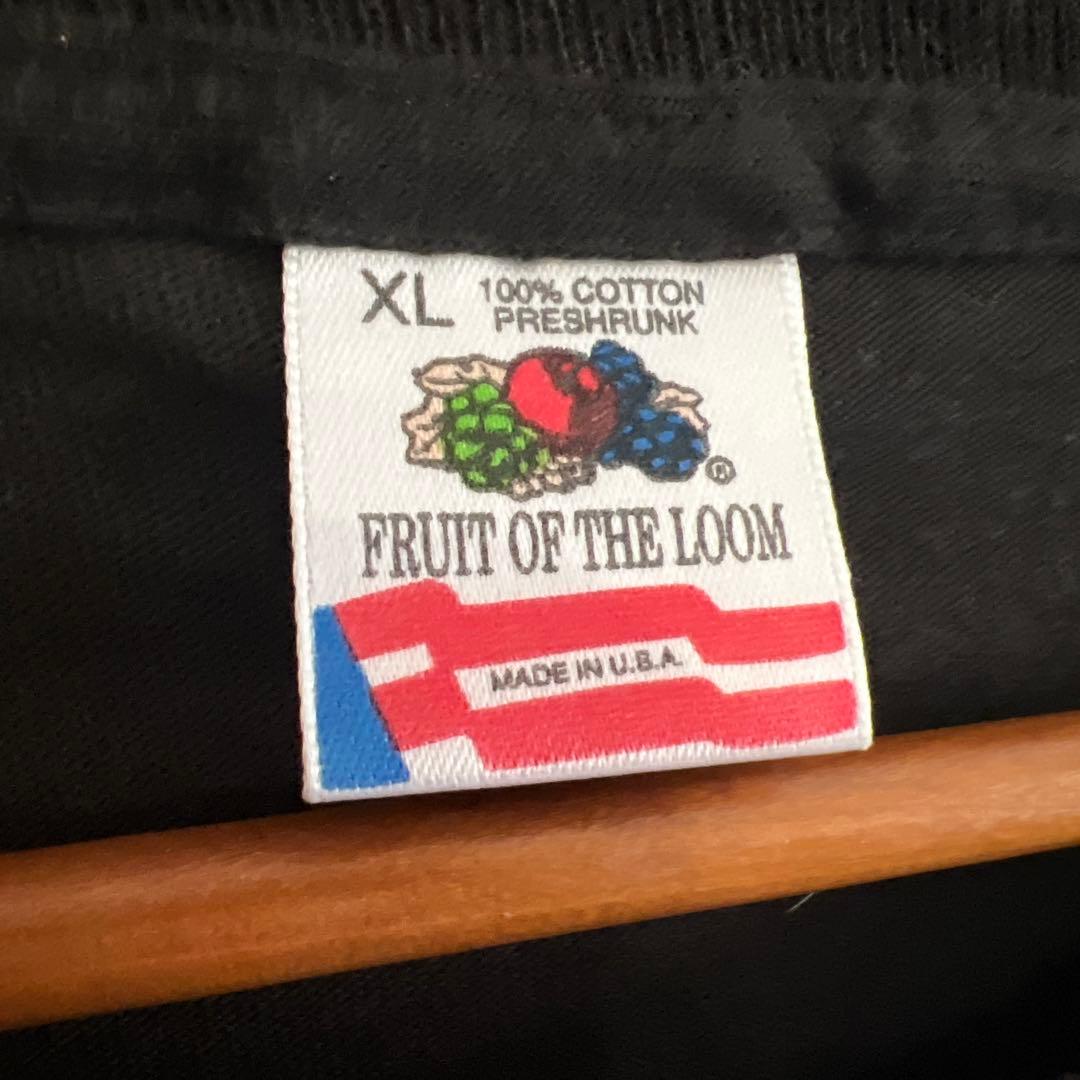 XL 100% COTTON
PRESHRUNK
®
FRUIT OF THE LOOM
MADE IN U.S.A.